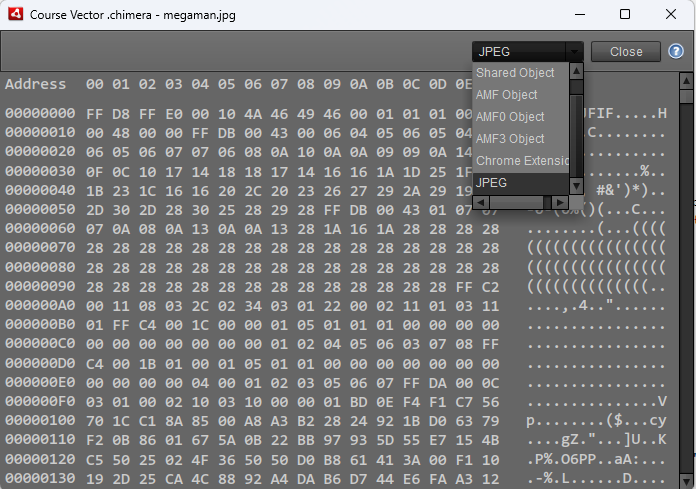 Course Vector .chimera - megaman.jpg
JPEG Close ?
Shared Object
AMF Object
AMF0 Object
AMF3 Object
Chrome Extensio
JPEG
Address 00 01 02 03 04 05 06 07 08 09 0A 0B 0C 0D 0E
00000000 FF D8 FF E0 00 10 4A 46 49 46 00 01 01 01 00 FIF.....H
00000010 00 48 00 00 FF DB 00 43 00 06 04 05 06 05 04 C........
00000020 06 05 05 06 07 07 06 08 0A 10 0A 0A 09 09 0A 14 ..........
00000030 0F 0C 10 17 14 18 18 17 14 16 16 1A 1D 25 1F %..
00000040 1B 23 1C 16 16 20 2C 20 23 26 27 29 2A 29 19 #&')*)..
00000050 2D 30 2D 28 30 25 28 29 28 FF DB 00 43 01 07 07 -0-(0%()(...C...
00000060 07 0A 08 0A 13 0A 0A 13 28 1A 16 1A 28 28 28 28 ........(...((((
00000070 28 28 28 28 28 28 28 28 28 28 28 28 28 28 28 28 ((((((((((((((((
00000080 28 28 28 28 28 28 28 28 28 28 28 28 28 28 28 28 ((((((((((((((((
00000090 28 28 28 28 28 28 28 28 28 28 28 28 28 28 FF C2 ((((((((((((((..
000000A0 00 11 08 03 2C 02 34 03 01 22 00 02 11 01 03 11 ....,.4.."......
000000B0 01 FF C4 00 1C 00 00 01 05 01 01 01 00 00 00 00 ................
000000C0 00 00 00 00 00 00 00 01 02 04 05 06 03 07 08 FF ................
000000D0 C4 00 1B 01 00 01 05 01 01 00 00 00 00 00 00 00 ................
000000E0 00 00 00 00 04 00 01 02 03 05 06 07 FF DA 00 0C ................
000000F0 03 01 00 02 10 03 10 00 00 01 BD 0E F4 F1 C7 56 ...............V
00000100 70 1C C1 8A 85 00 A8 A3 B2 28 24 92 1B D0 63 79 p........($...cy
00000110 F2 0B 86 01 67 5A 0B 22 BB 97 93 5D 55 E7 15 4B ....gZ."...]U..K
00000120 C5 50 25 02 4F 36 50 50 D0 B8 61 41 3A 00 F1 10 .P%.O6PP..aA:...
00000130 19 2D 25 CA 4C 88 92 A4 DA B6 D7 44 E6 FA A3 12 .-%.L......D....